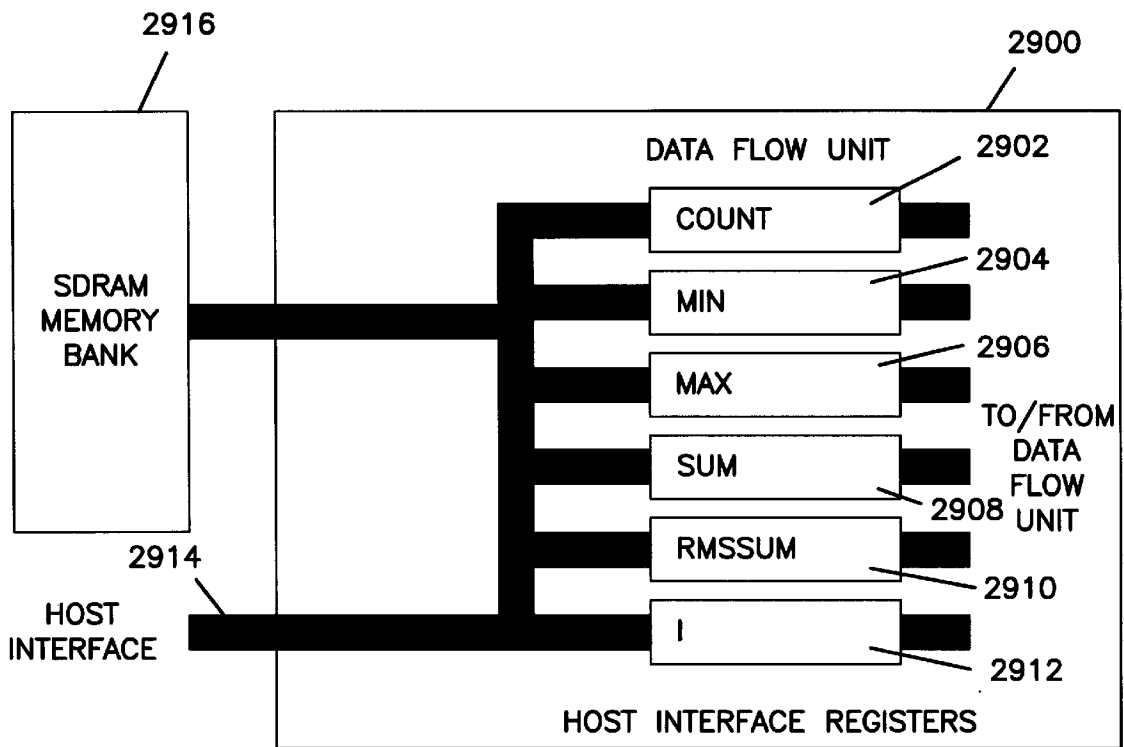 2916
2900
DATA FLOW UNIT
2902
COUNT
2904
SDRAM
MEMORY
BANK
MIN
2906
MAX
TO/FROM
DATA
FLOW
UNIT
SUM
2908
2914
RMSSUM
2910
HOST
INTERFACE
I
2912
HOST INTERFACE REGISTERS